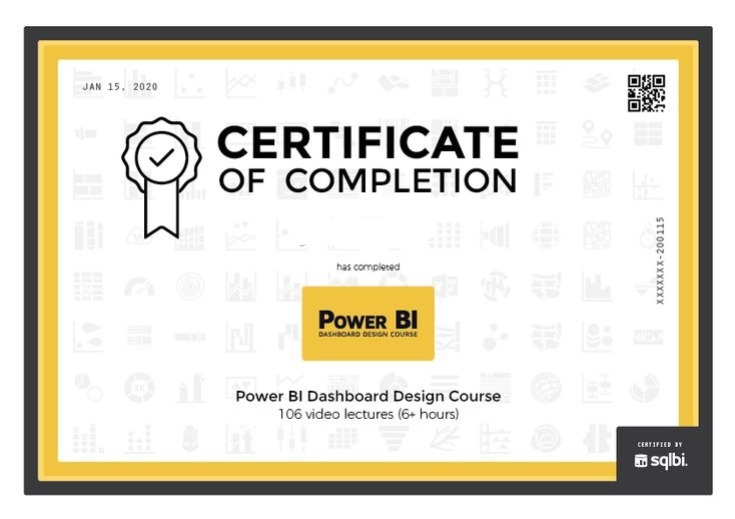 JAN 15, 2020
CERTIFICATE
OF COMPLETION
has completed
POWER BI
DASHBOARD DESIGN COURSE
Power BI Dashboard Design Course
106 video lectures (6+ hours)
XXXXXXX-200115
CERTIFIED BY
sqlbi.